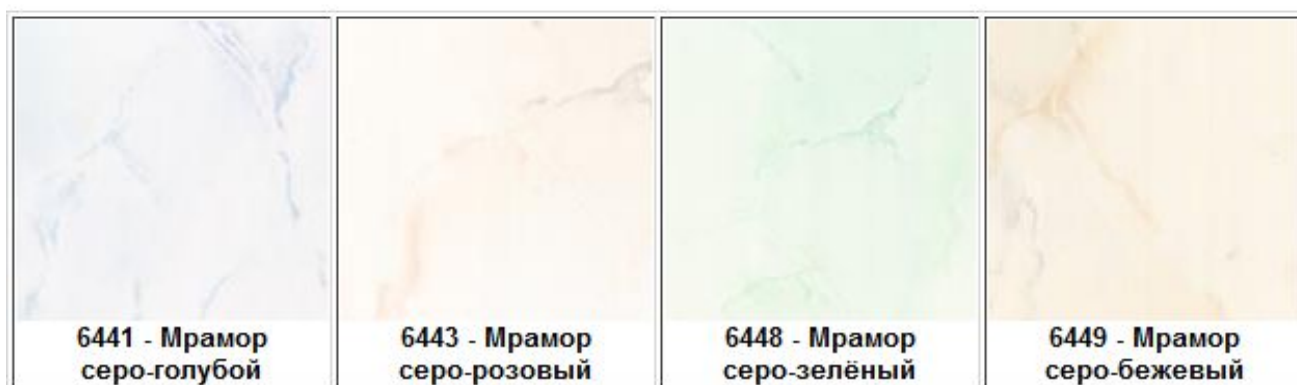 6441 - Мрамор
серо-голубой
6443 - Мрамор
серо-розовый
6448 - Мрамор
серо-зелёный
6449 - Мрамор
серо-бежевый